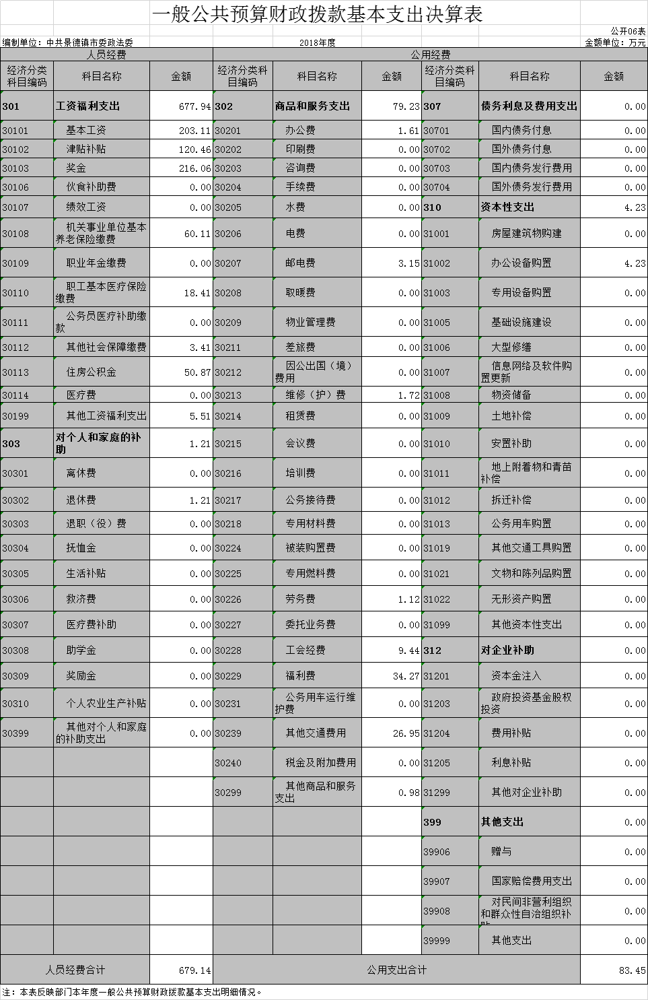 一般公共预算财政拨款基本支出决算表
公开06表
编制单位：中共景德镇市委政法委 2018年度 金额单位：万元
人员经费 公用经费
经济分类科目编码 科目名称 金额 经济分类科目编码 科目名称 金额 经济分类科目编码 科目名称 金额
301 工资福利支出 677.94 302 商品和服务支出 79.23 307 债务利息及费用支出 0.00
30101 基本工资 203.11 30201 办公费 1.61 30701 国内债务付息 0.00
30102 津贴补贴 120.46 30202 印刷费 0.00 30702 国外债务付息 0.00
30103 奖金 216.06 30203 咨询费 0.00 30703 国内债务发行费用 0.00
30106 伙食补助费 0.00 30204 手续费 0.00 30704 国外债务发行费用 0.00
30107 绩效工资 0.00 30205 水费 0.00 310 资本性支出 4.23
30108 机关事业单位基本养老保险缴费 60.11 30206 电费 0.00 31001 房屋建筑物购建 0.00
30109 职业年金缴费 0.00 30207 邮电费 3.15 31002 办公设备购置 4.23
30110 职工基本医疗保险缴费 18.41 30208 取暖费 0.00 31003 专用设备购置 0.00
30111 公务员医疗补助缴款 0.00 30209 物业管理费 0.00 31005 基础设施建设 0.00
30112 其他社会保障缴费 3.41 30211 差旅费 0.00 31006 大型修缮 0.00
30113 住房公积金 50.87 30212 因公出国（境）费用 0.00 31007 信息网络及软件购置更新 0.00
30114 医疗费 0.00 30213 维修（护）费 1.72 31008 物资储备 0.00
30199 其他工资福利支出 5.51 30214 租赁费 0.00 31009 土地补偿 0.00
303 对个人和家庭的补助 1.21 30215 会议费 0.00 31010 安置补助 0.00
30301 离休费 0.00 30216 培训费 0.00 31011 地上附着物和青苗补偿 0.00
30302 退休费 1.21 30217 公务接待费 0.00 31012 拆迁补偿 0.00
30303 退职（役）费 0.00 30218 专用材料费 0.00 31013 公务用车购置 0.00
30304 抚恤金 0.00 30224 被装购置费 0.00 31019 其他交通工具购置 0.00
30305 生活补贴 0.00 30225 专用燃料费 0.00 31021 文物和陈列品购置 0.00
30306 救济费 0.00 30226 劳务费 1.12 31022 无形资产购置 0.00
30307 医疗费补助 0.00 30227 委托业务费 0.00 31099 其他资本性支出 0.00
30308 助学金 0.00 30228 工会经费 9.44 312 对企业补助 0.00
30309 奖励金 0.00 30229 福利费 34.27 31201 资本金注入 0.00
30310 个人农业生产补贴 0.00 30231 公务用车运行维护费 0.00 31203 政府投资基金股权投资 0.00
30399 其他对个人和家庭的补助支出 0.00 30239 其他交通费用 26.95 31204 费用补贴 0.00
30240 税金及附加费用 0.00 31205 利息补贴 0.00
30299 其他商品和服务支出 0.98 31299 其他对企业补助 0.00
399 其他支出 0.00
39906 赠与 0.00
39907 国家赔偿费用支出 0.00
39908 对民间非营利组织和群众性自治组织补贴 0.00
39999 其他支出 0.00
人员经费合计 679.14 公用支出合计 83.45
注：本表反映部门本年度一般公共预算财政拨款基本支出明细情况。